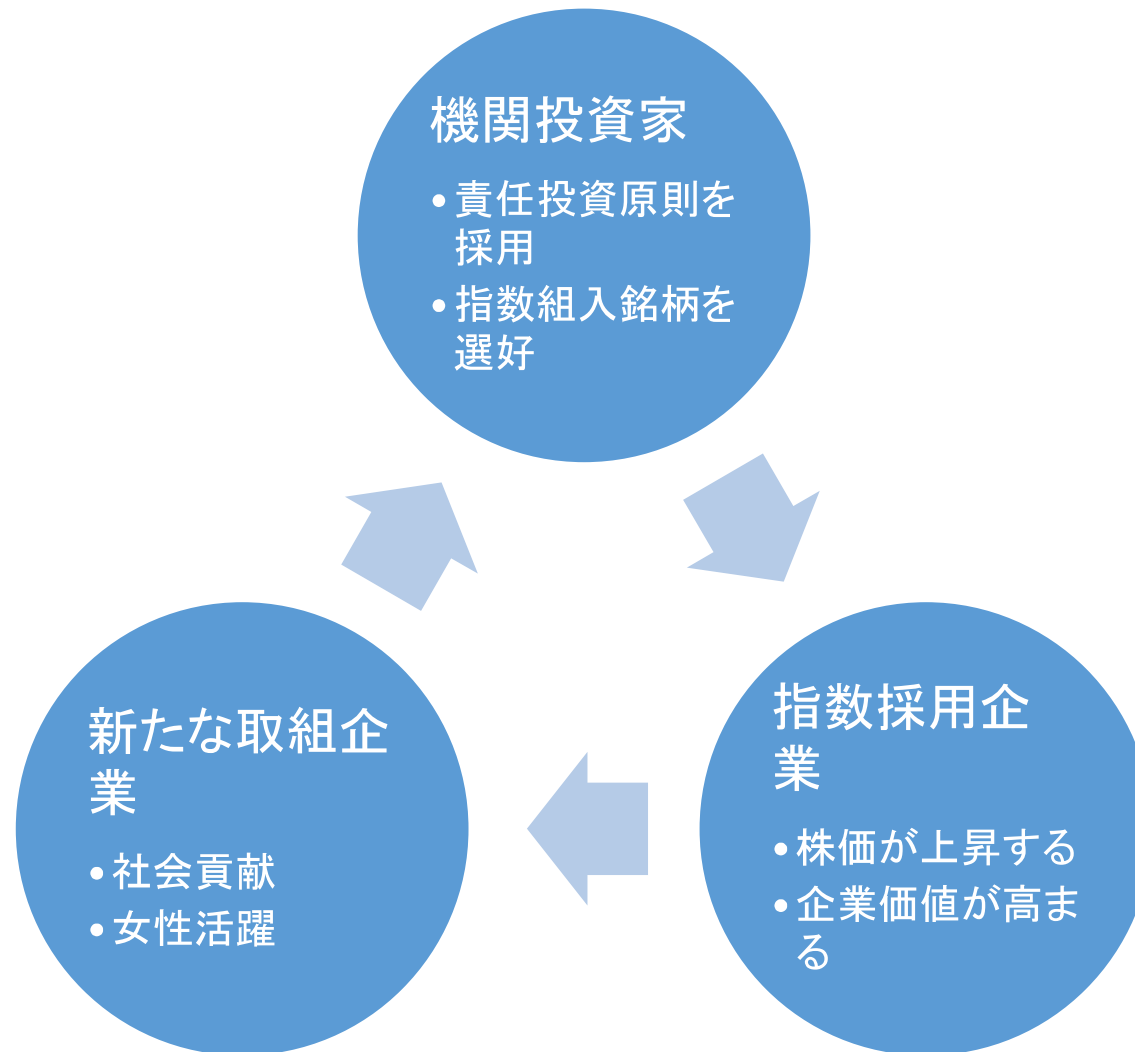 機関投資家
•責任投資原則を
採用
•指数組入銘柄を
選好
新たな取組企
業
•社会貢献
•女性活躍
指数採用企
業
•株価が上昇する
•企業価値が高ま
る